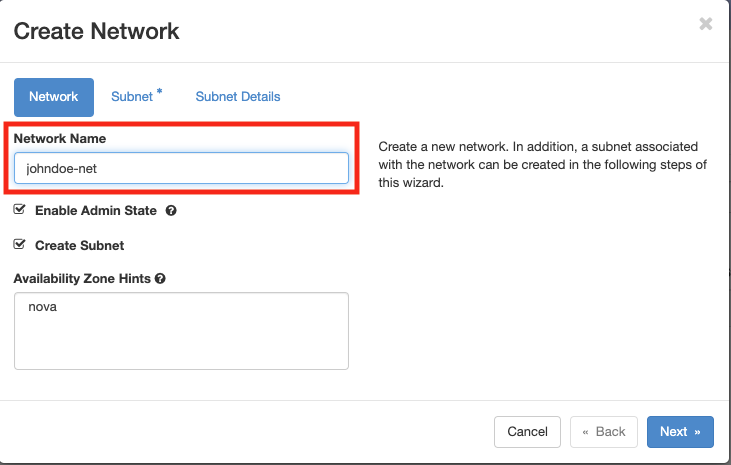 Create Network
×
Network Subnet * Subnet Details
Network Name
johndoe-net
Create a new network. In addition, a subnet associated
with the network can be created in the following steps of
this wizard.
Enable Admin State ?
Create Subnet
Availability Zone Hints ?
nova
Cancel « Back Next »